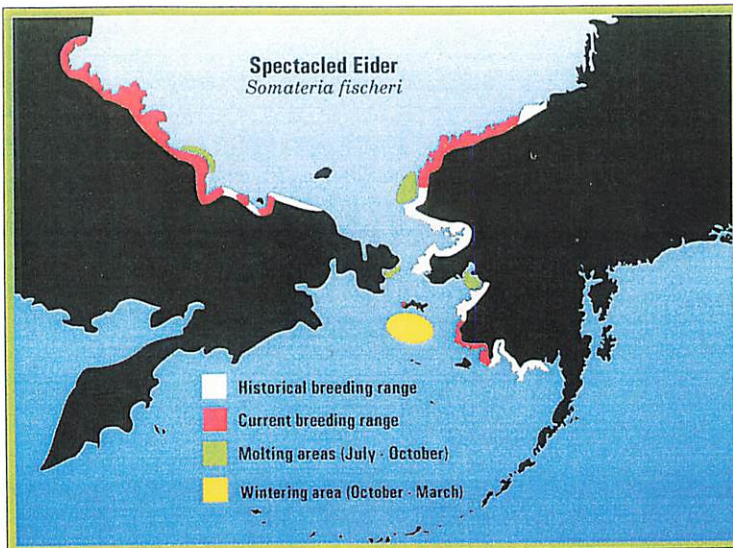 Spectacled Eider
Somateria fischeri
Historical breeding range
Current breeding range
Molting areas (July - October)
Wintering area (October - March)